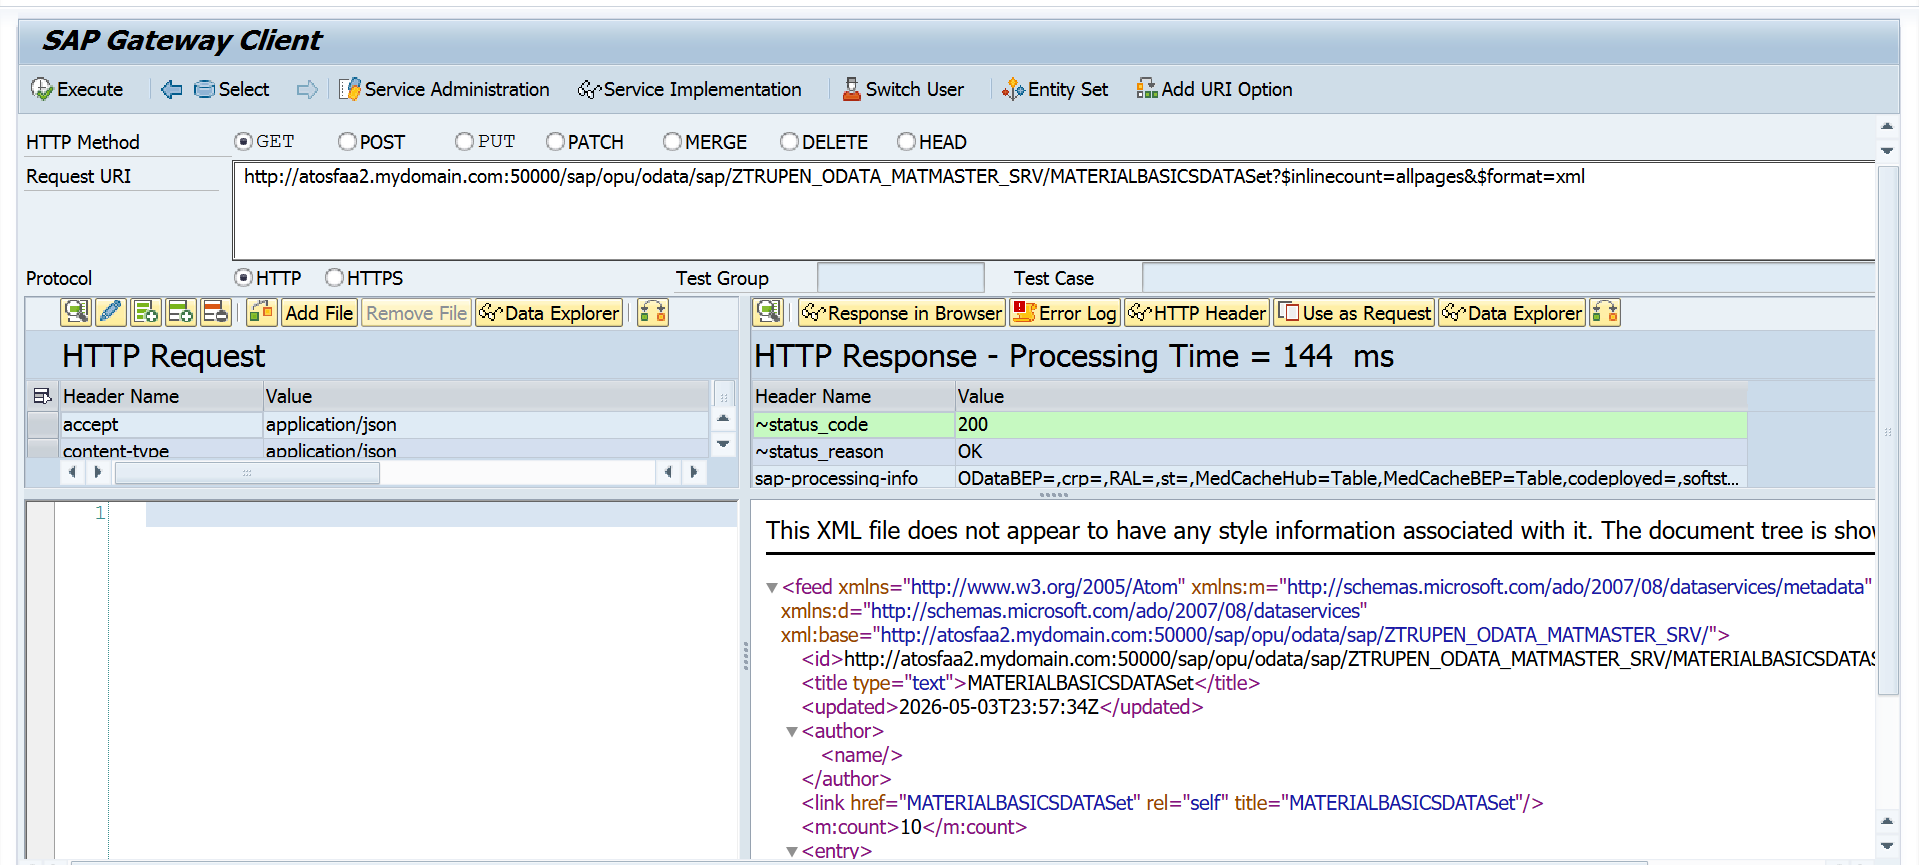 SAP Gateway Client
Execute Select Service Administration Service Implementation Switch User Entity Set Add URI Option
HTTP Method GET POST PUT PATCH MERGE DELETE HEAD
Request URI http://atosfaa2.mydomain.com:50000/sap/opu/odata/sap/ZTRUPEN_ODATA_MATMASTER_SRV/MATERIALBASICSDATASet?$inlinecount=allpages&$format=xml
Protocol HTTP HTTPS Test Group Test Case
Add File Remove File Data Explorer
HTTP Request
Header Name Value
accept application/json
content-type application/json
1
Response in Browser Error Log HTTP Header Use as Request Data Explorer
HTTP Response - Processing Time = 144 ms
Header Name Value
~status_code 200
~status_reason OK
sap-processing-info ODataBEP=,crp=,RAL=,st=,MedCacheHub=Table,MedCacheBEP=Table,codeployed=,softst...
This XML file does not appear to have any style information associated with it. The document tree is
<feed xmlns="http://www.w3.org/2005/Atom" xmlns:m="http://schemas.microsoft.com/ado/2007/08/dataservices/metadata"
xmlns:d="http://schemas.microsoft.com/ado/2007/08/dataservices"
xml:base="http://atosfaa2.mydomain.com:50000/sap/opu/odata/sap/ZTRUPEN_ODATA_MATMASTER_SRV/">
<id>http://atosfaa2.mydomain.com:50000/sap/opu/odata/sap/ZTRUPEN_ODATA_MATMASTER_SRV/MATERIALBASICSDATAS
<title type="text">MATERIALBASICSDATASet</title>
<updated>2026-05-03T23:57:34Z</updated>
<author>
<name/>
</author>
<link href="MATERIALBASICSDATASet" rel="self" title="MATERIALBASICSDATASet"/>
<m:count>10</m:count>
<entry>